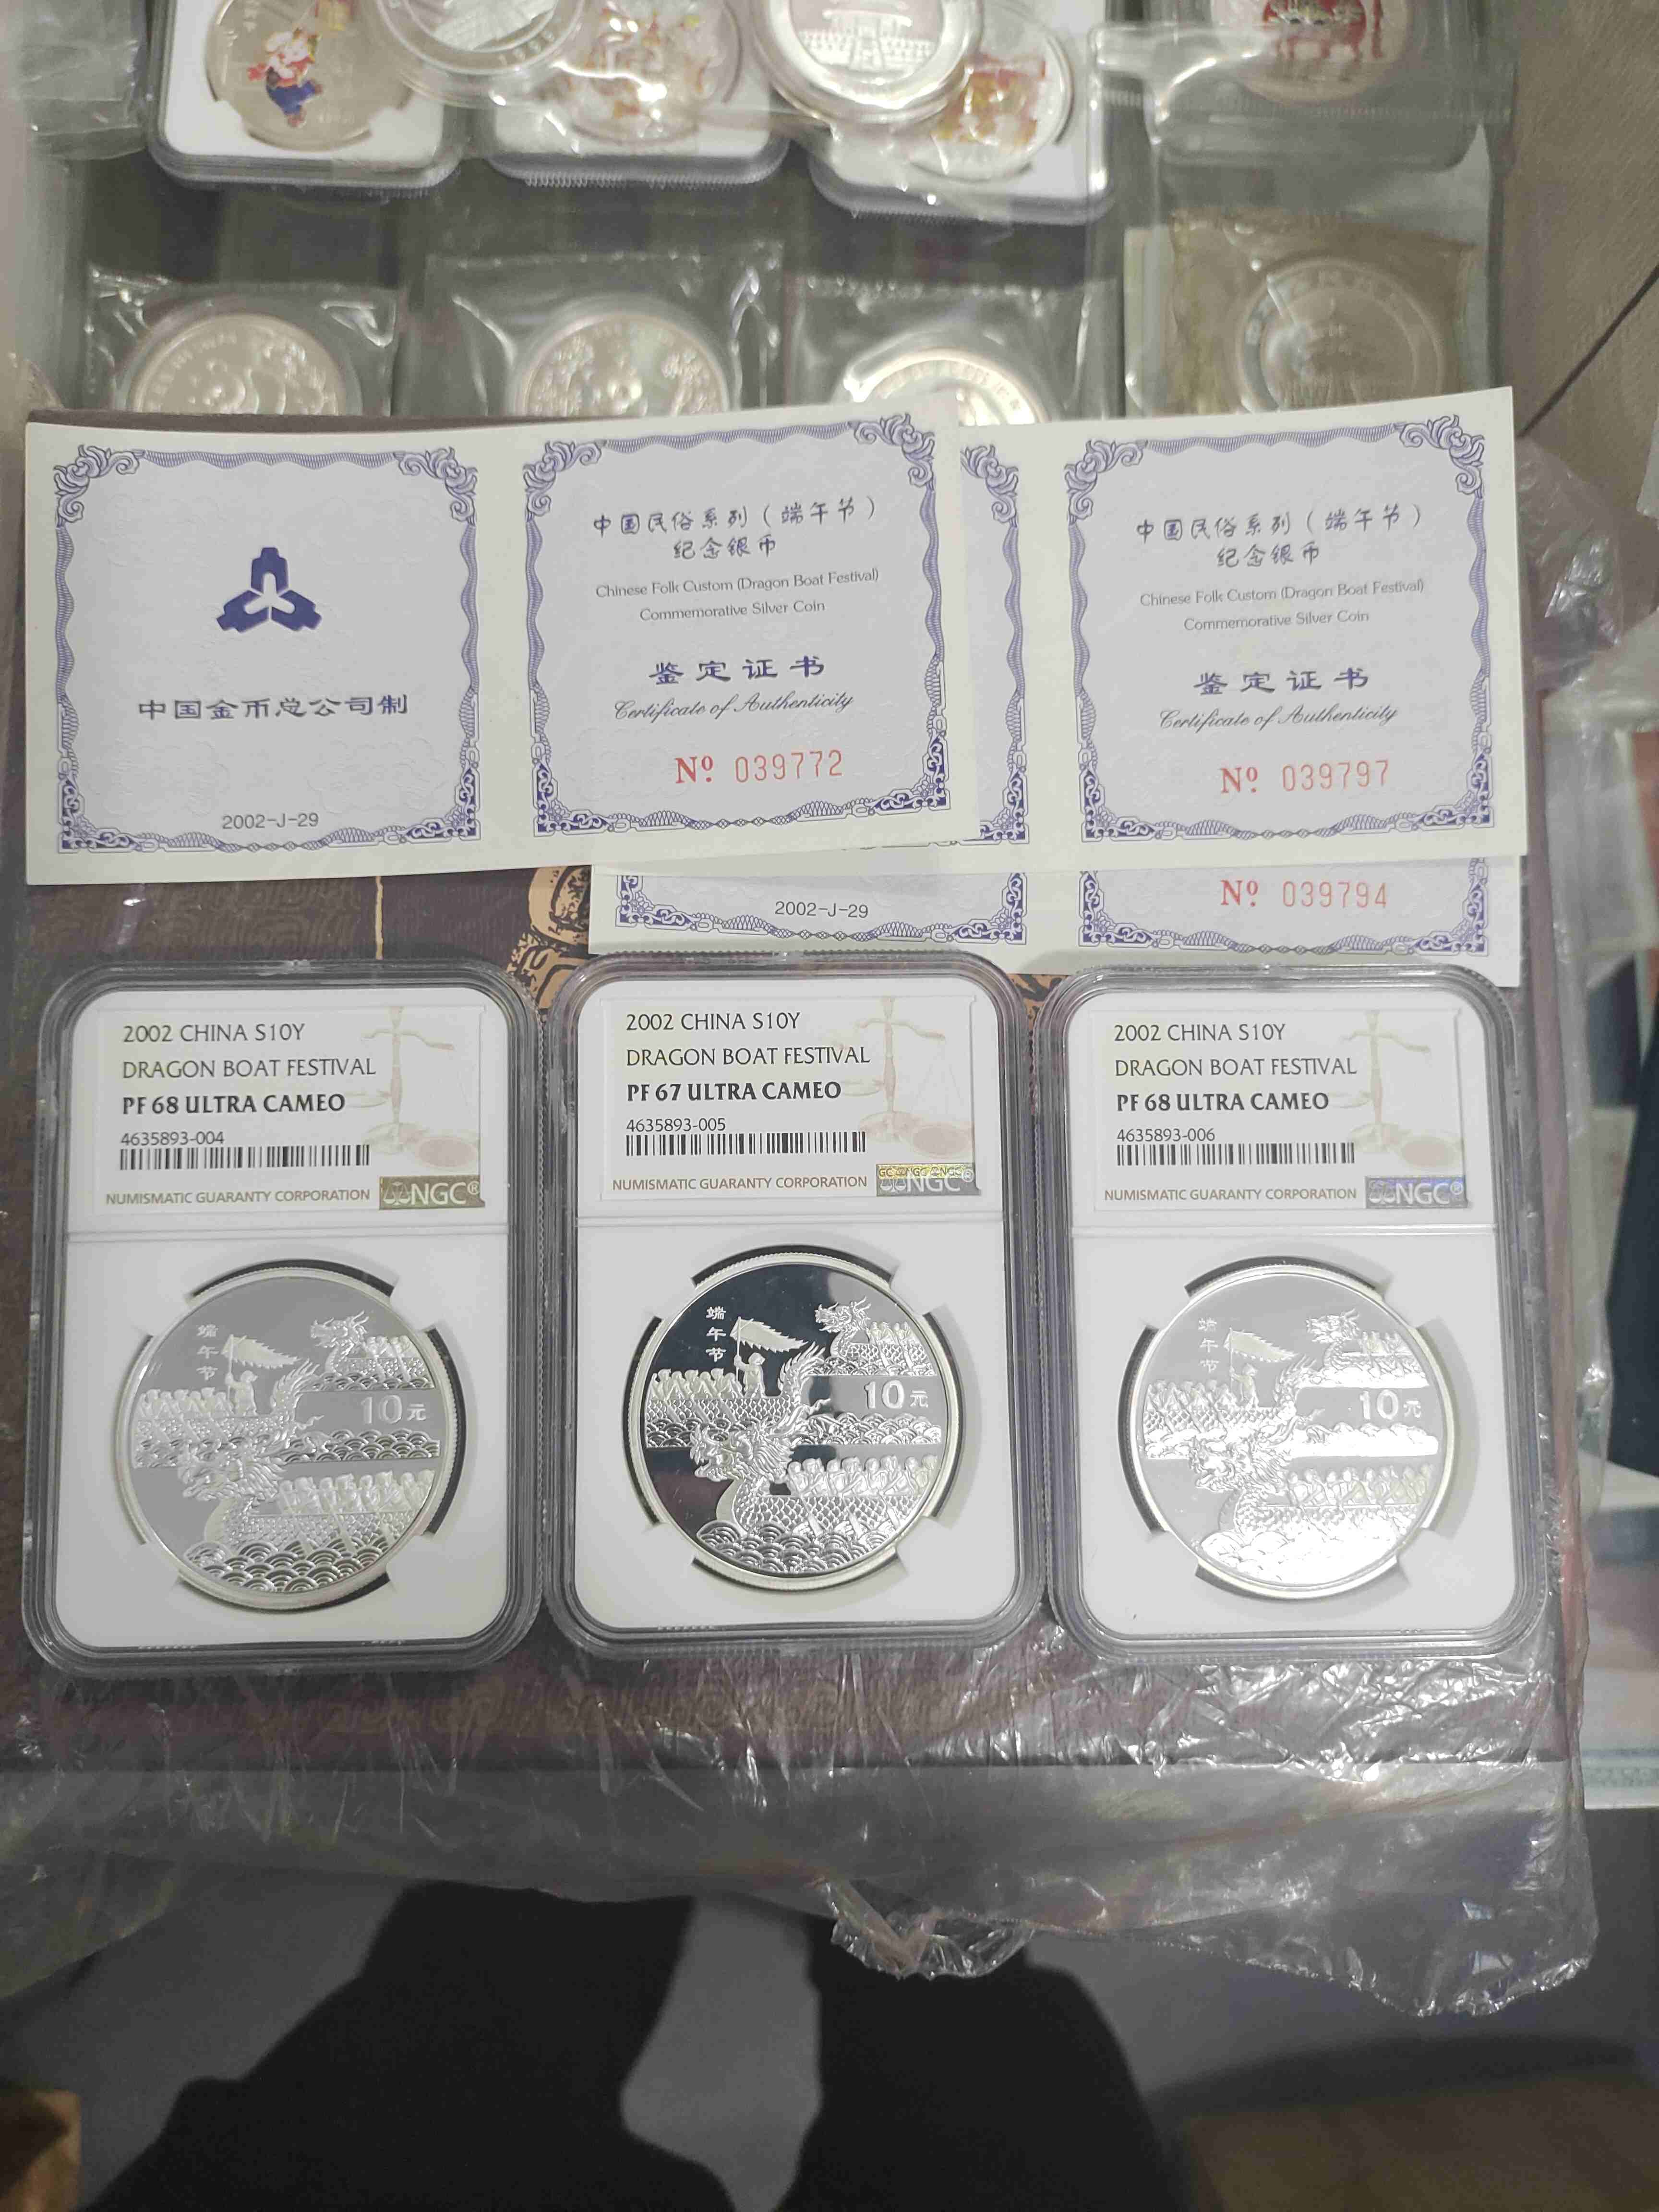 中国金币总公司制
2002-J-29
中国民俗系列（端午节）
纪念银币
Chinese Folk Custom (Dragon Boat Festival)
Commemorative Silver Coin
鉴定证书
Certificate of Authenticity
Nº 039772
中国民俗系列（端午节）
纪念银币
Chinese Folk Custom (Dragon Boat Festival)
Commemorative Silver Coin
鉴定证书
Certificate of Authenticity
Nº 039797
2002-J-29
Nº 039794
2002 CHINA S10Y
DRAGON BOAT FESTIVAL
PF 68 ULTRA CAMEO
4635893-004
NUMISMATIC GUARANTY CORPORATION
NGC®
端午节
10元
2002 CHINA S10Y
DRAGON BOAT FESTIVAL
PF 67 ULTRA CAMEO
4635893-005
NUMISMATIC GUARANTY CORPORATION
NGC®
端午节
10元
2002 CHINA S10Y
DRAGON BOAT FESTIVAL
PF 68 ULTRA CAMEO
4635893-006
NUMISMATIC GUARANTY CORPORATION
NGC®
端午节
10元